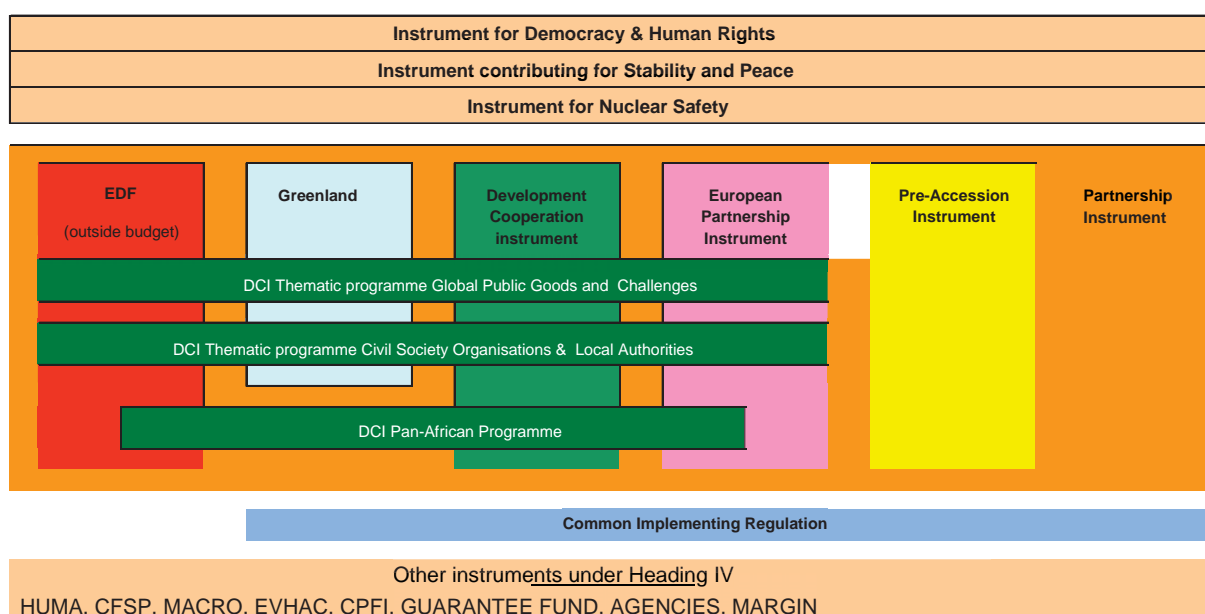 Instrument for Democracy & Human Rights
Instrument contributing for Stability and Peace
Instrument for Nuclear Safety
EDF
(outside budget)
Greenland
Development
Cooperation
instrument
European
Partnership
Instrument
Pre-Accession
Instrument
Partnership
Instrument
DCI Thematic programme Global Public Goods and Challenges
DCI Thematic programme Civil Society Organisations & Local Authorities
DCI Pan-African Programme
Common Implementing Regulation
Other instruments under Heading IV
HUMA, CFSP, MACRO, EVHAC, CPFI, GUARANTEE FUND, AGENCIES, MARGIN